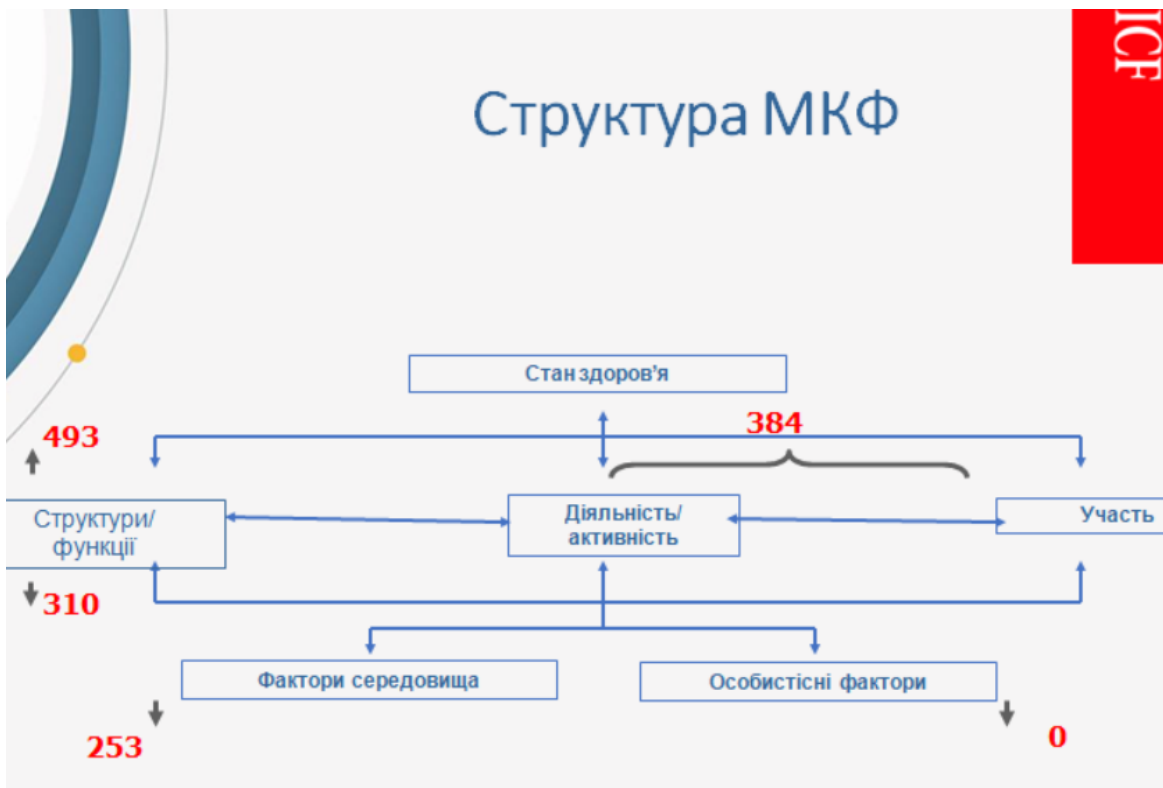 ICF
Структура МКФ
Стан здоров'я
493
384
Структури/
функції
Діяльність/
активність
Участь
310
Фактори середовища
Особистісні фактори
253
0